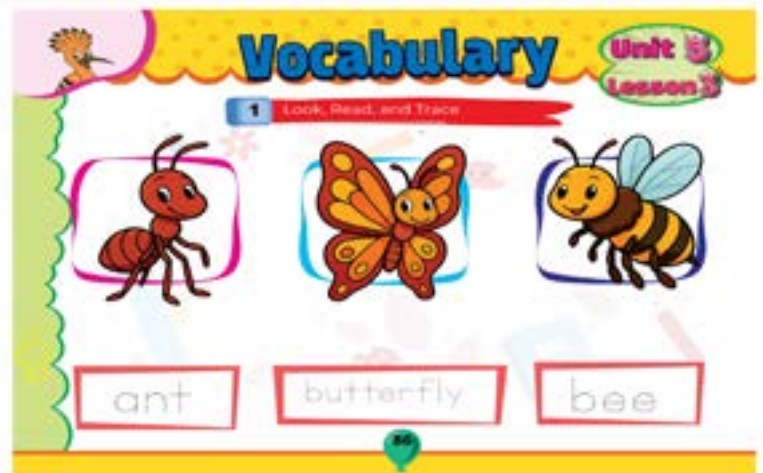 Vocabulary
Unit 5
Lesson 3
1 Look, Read, and Trace
ant
butterfly
bee
86